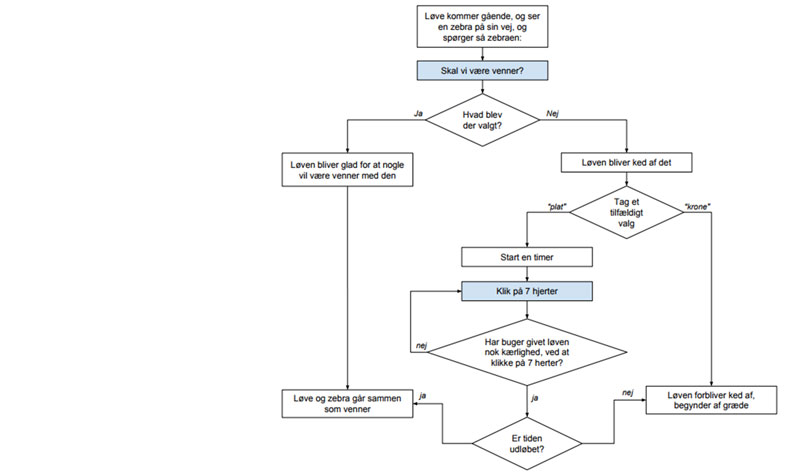 Løve kommer gående, og ser
en zebra på sin vej, og
spørger så zebraen:
Skal vi være venner?
Ja
Hvad blev
der valgt?
Nej
Løven bliver glad for at nogle
vil være venner med den
Løven bliver ked af det
"plat"
Tag et
tilfældigt
valg
"krone"
Start en timer
Klik på 7 hjerter
nej
Har buger givet løven
nok kærlighed, ved at
klikke på 7 herter?
Løve og zebra går sammen
som venner
ja
ja
nej
Løven forbliver ked af,
begynder af græde
Er tiden
udløbet?